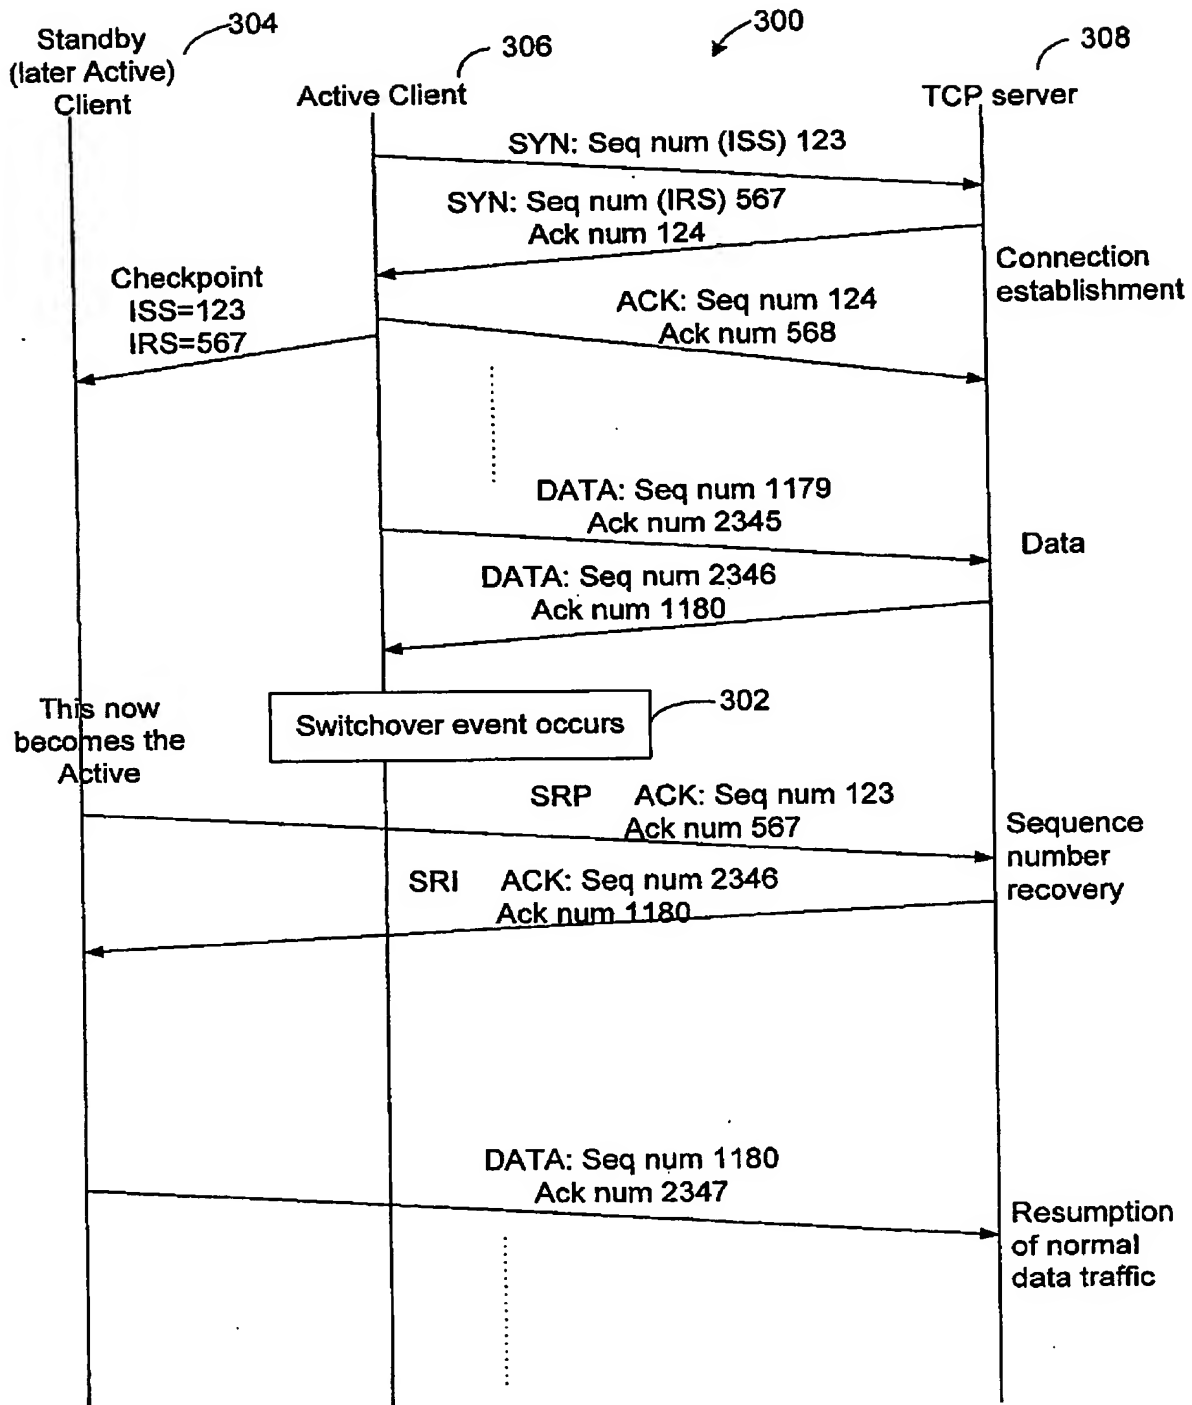 304
300
306
308
Standby
(later Active)
Client
Active Client
TCP server
SYN: Seq num (ISS) 123
SYN: Seq num (IRS) 567
Ack num 124
Connection
establishment
Checkpoint
ISS=123
IRS=567
ACK: Seq num 124
Ack num 568
DATA: Seq num 1179
Ack num 2345
Data
DATA: Seq num 2346
Ack num 1180
This now
becomes the
Active
Switchover event occurs
302
SRP ACK: Seq num 123
Ack num 567
Sequence
number
recovery
SRI ACK: Seq num 2346
Ack num 1180
DATA: Seq num 1180
Ack num 2347
Resumption
of normal
data traffic